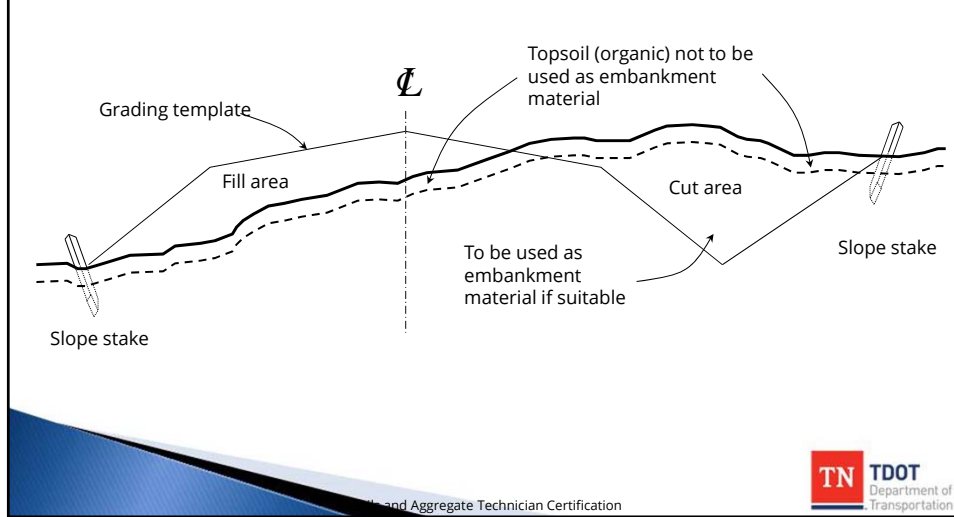 Topsoil (organic) not to be
used as embankment
material
℄
Grading template
Fill area
Cut area
Slope stake
To be used as
embankment
material if suitable
Slope stake
and Aggregate Technician Certification
TN
TDOT
Department of
Transportation